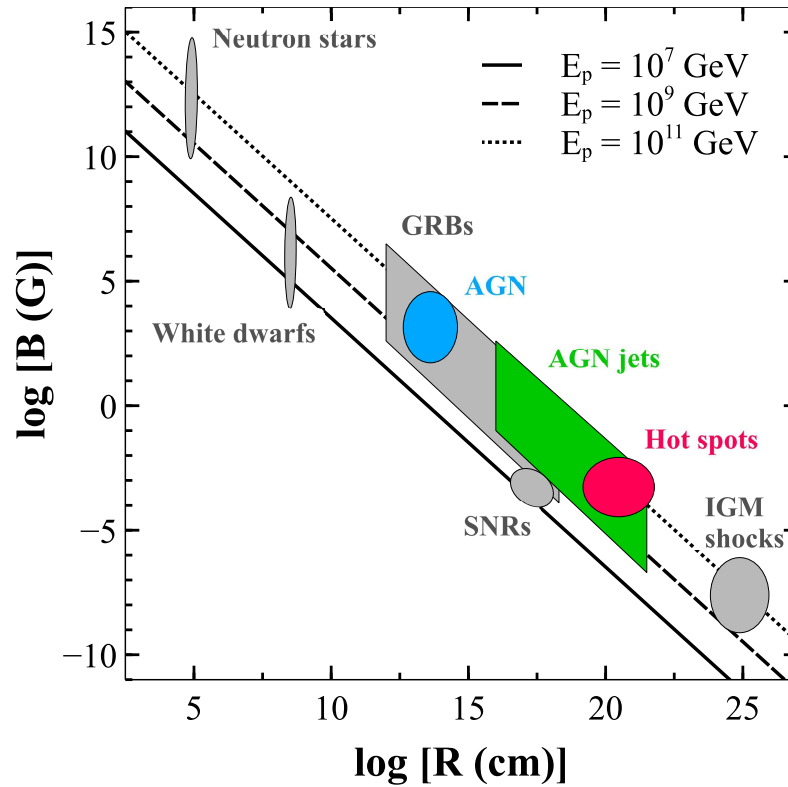 Neutron stars
E_p = 10^7 GeV
E_p = 10^9 GeV
E_p = 10^11 GeV
GRBs
AGN
White dwarfs
AGN jets
Hot spots
SNRs
IGM
shocks
15
10
5
0
−5
−10
log [B (G)]
5
10
15
20
25
log [R (cm)]